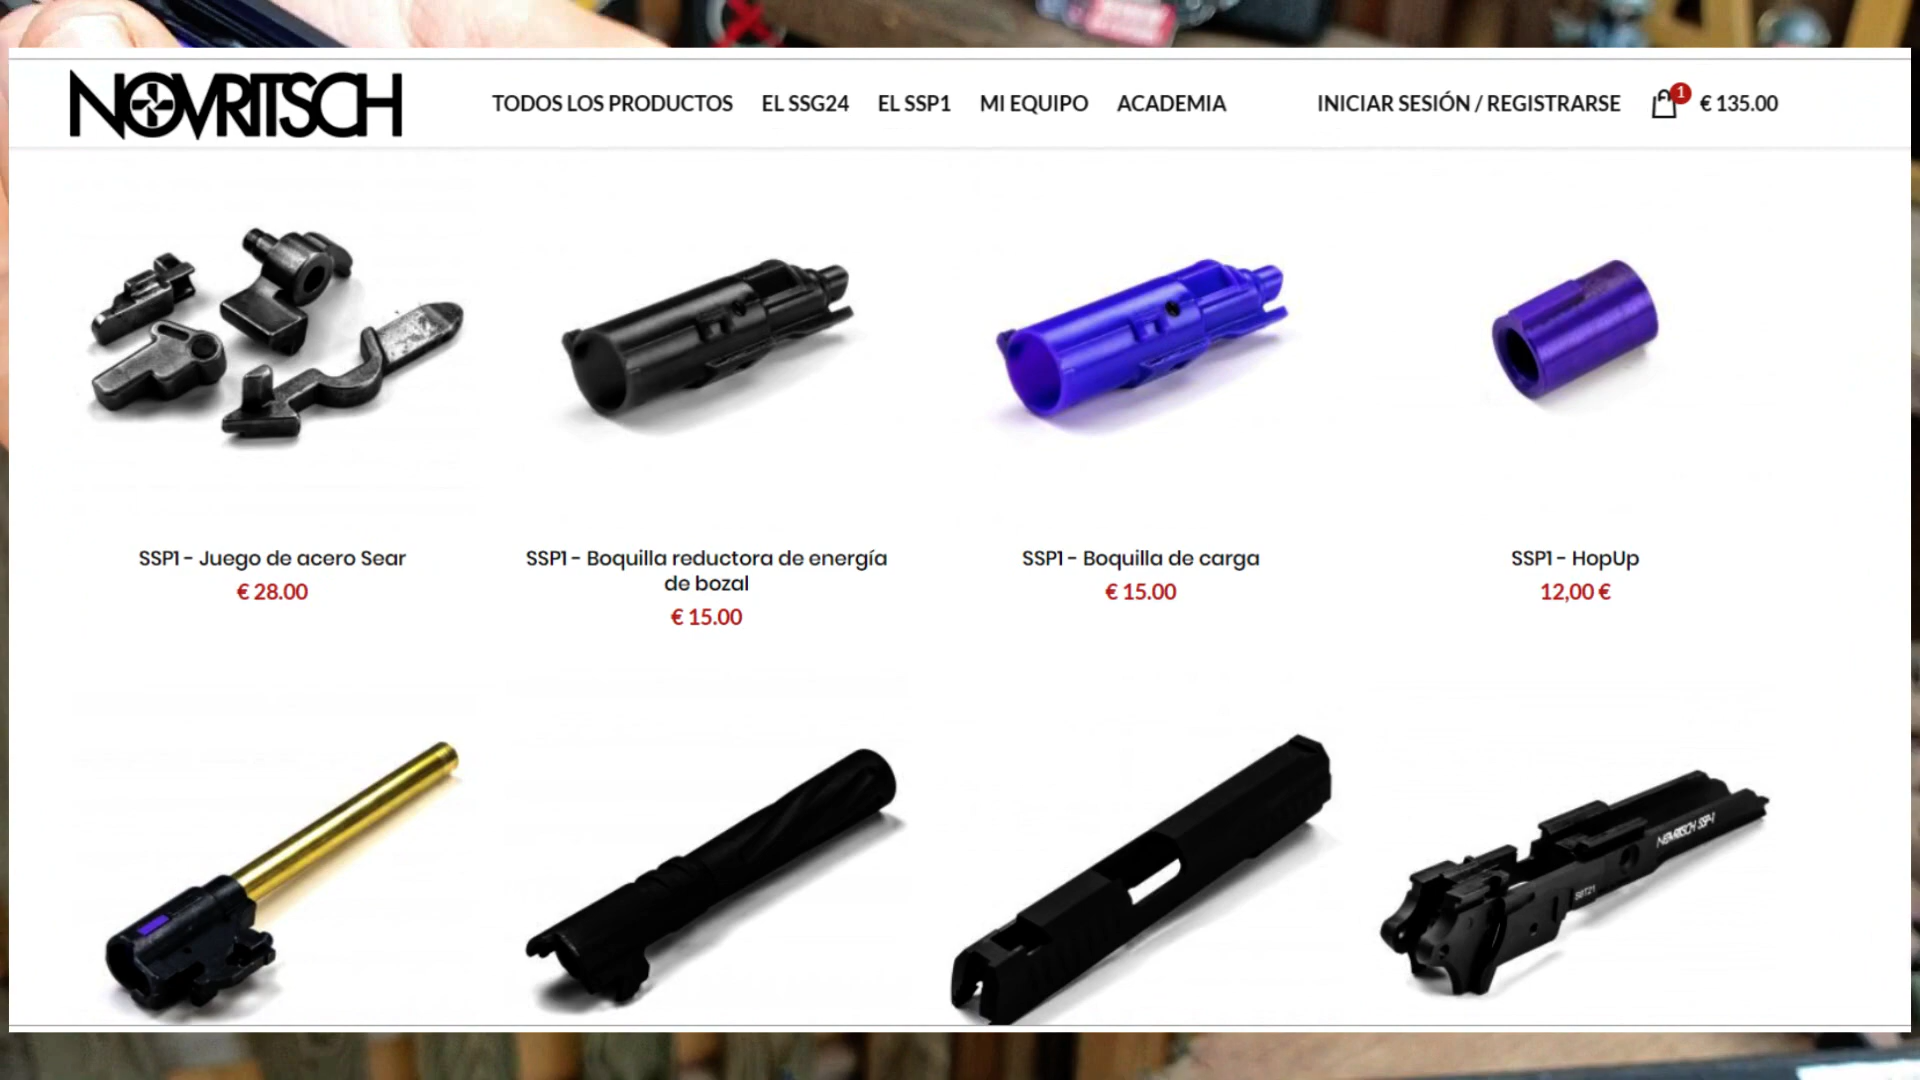 NOVRITSCH
TODOS LOS PRODUCTOS EL SSG24 EL SSP1 MI EQUIPO ACADEMIA INICIAR SESIÓN / REGISTRARSE 1 € 135.00
SSP1 - Juego de acero Sear
€ 28.00
SSP1 - Boquilla reductora de energía
de bozal
€ 15.00
SSP1 - Boquilla de carga
€ 15.00
SSP1 - HopUp
12,00 €
NOVRITSCH SSP-1